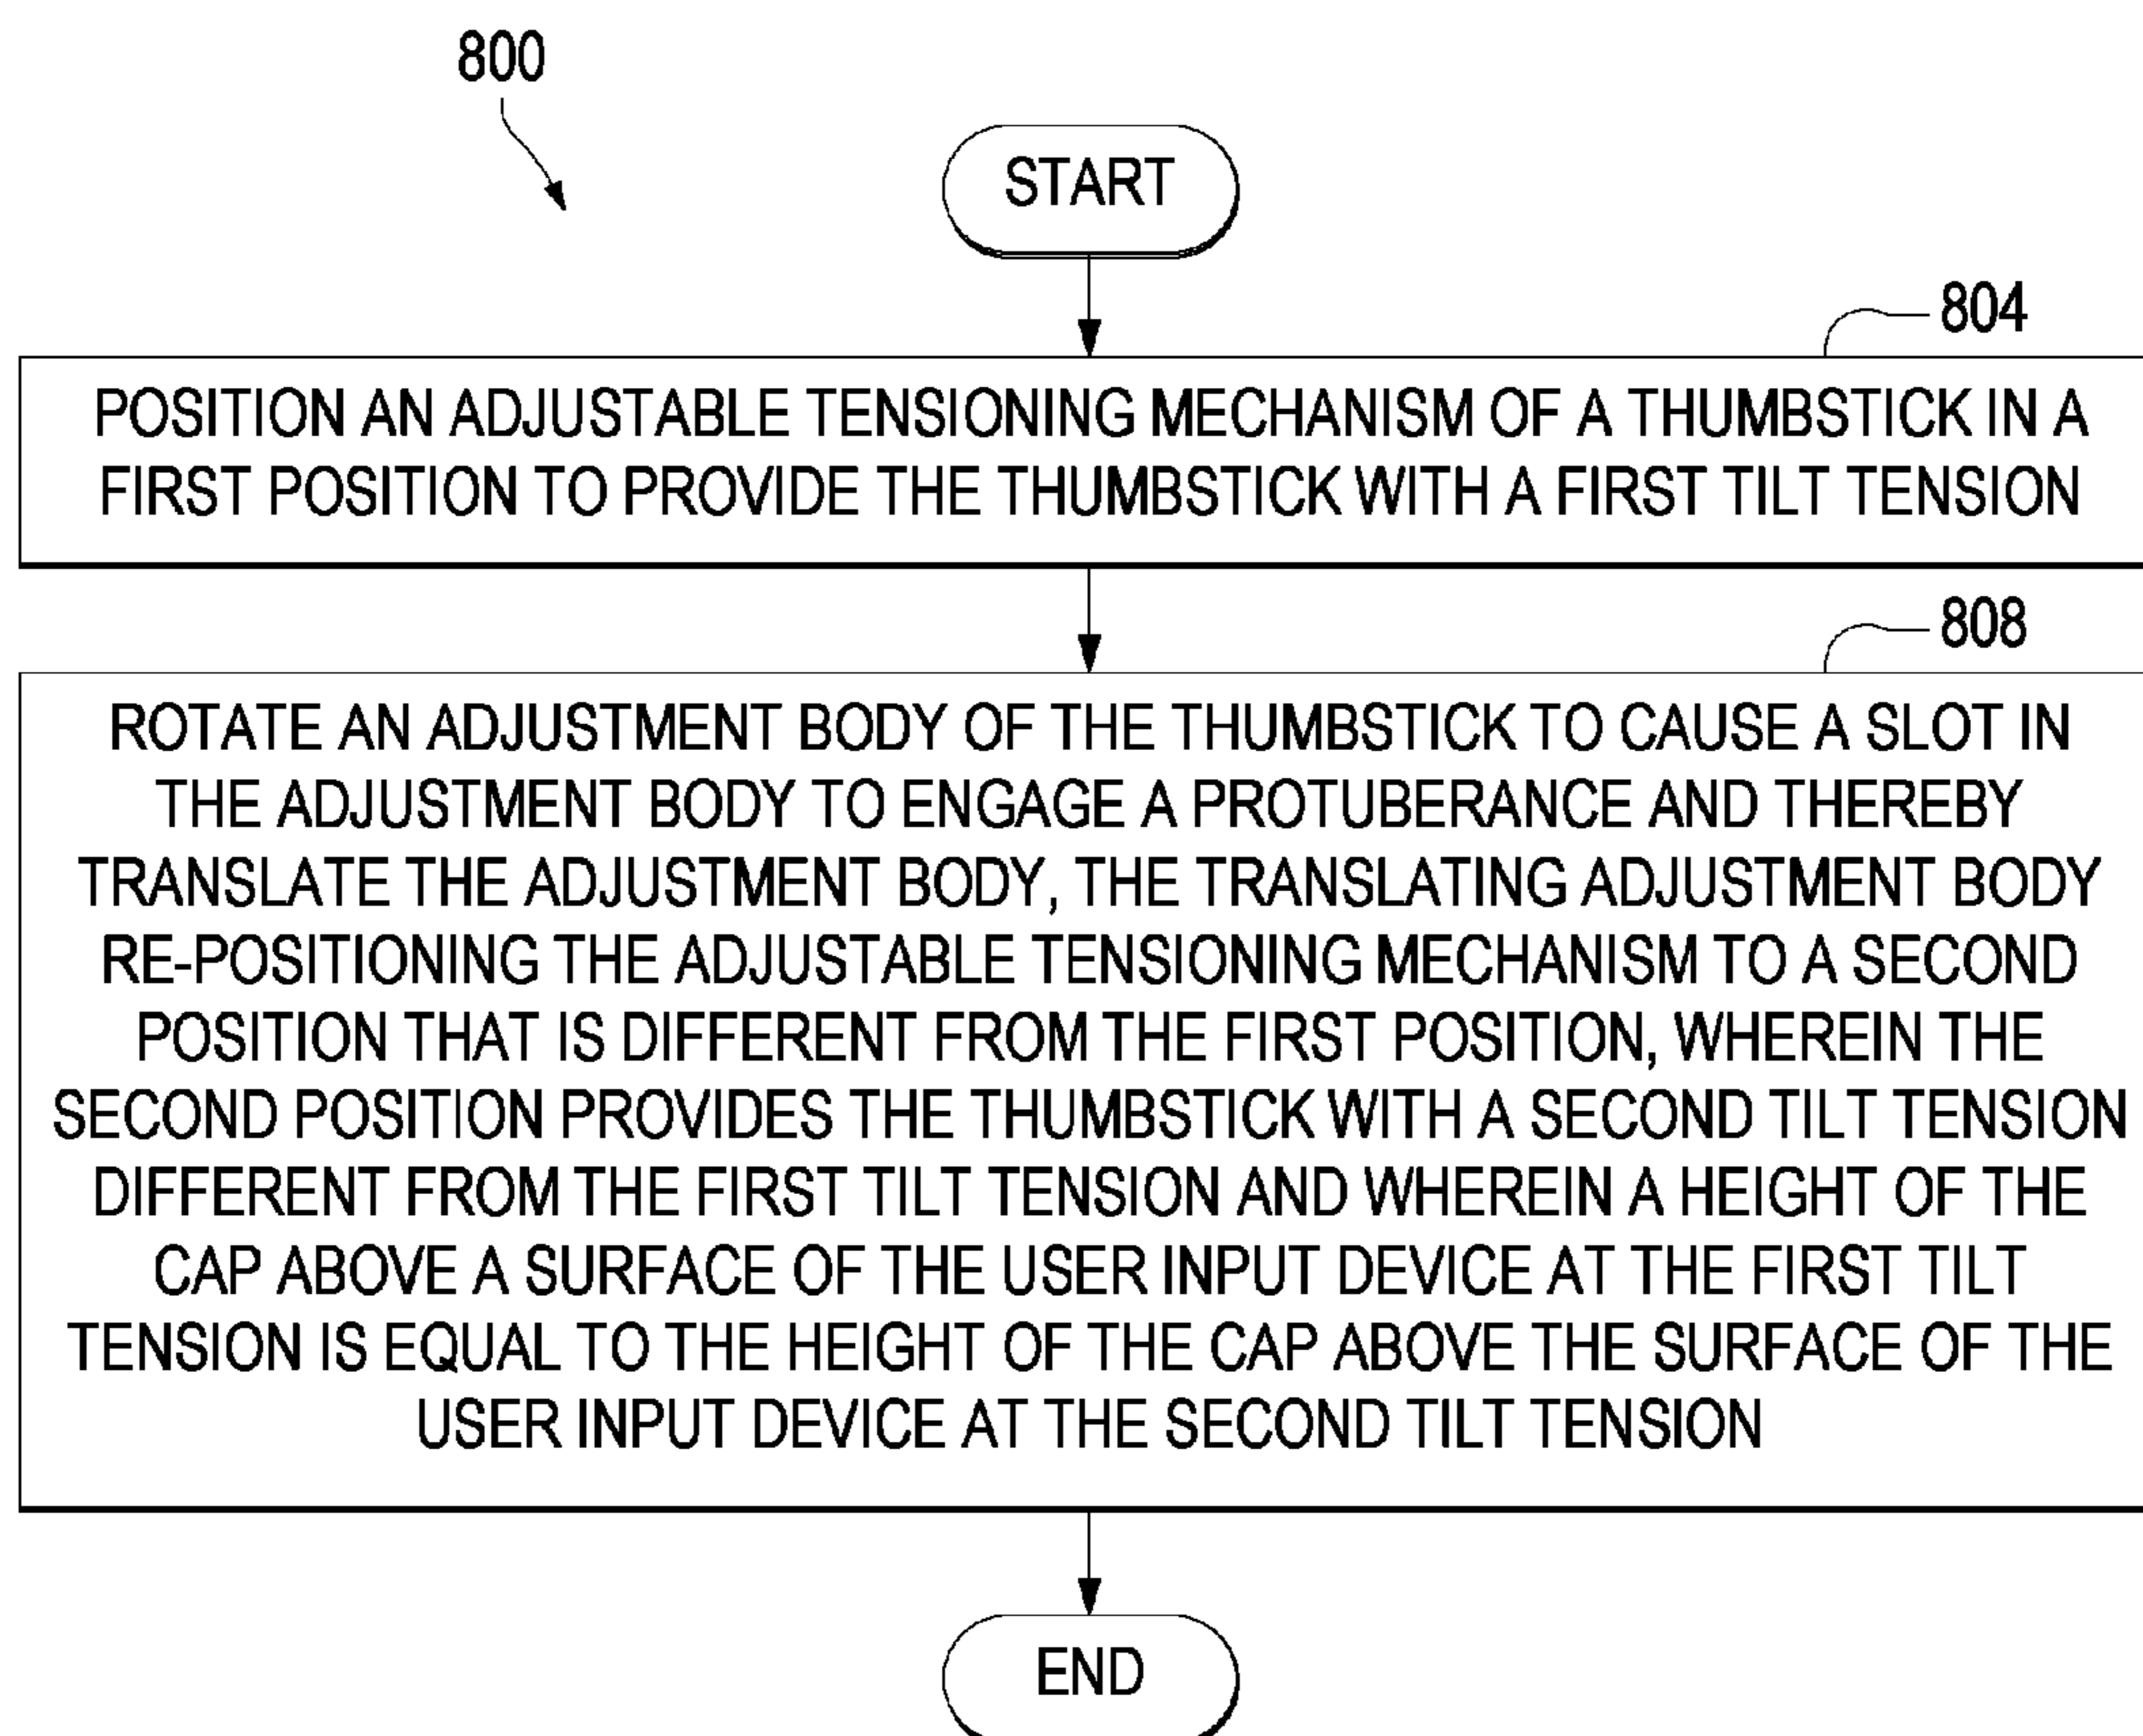 800
START
804
POSITION AN ADJUSTABLE TENSIONING MECHANISM OF A THUMBSTICK IN A
FIRST POSITION TO PROVIDE THE THUMBSTICK WITH A FIRST TILT TENSION
808
ROTATE AN ADJUSTMENT BODY OF THE THUMBSTICK TO CAUSE A SLOT IN
THE ADJUSTMENT BODY TO ENGAGE A PROTUBERANCE AND THEREBY
TRANSLATE THE ADJUSTMENT BODY, THE TRANSLATING ADJUSTMENT BODY
RE-POSITIONING THE ADJUSTABLE TENSIONING MECHANISM TO A SECOND
POSITION THAT IS DIFFERENT FROM THE FIRST POSITION, WHEREIN THE
SECOND POSITION PROVIDES THE THUMBSTICK WITH A SECOND TILT TENSION
DIFFERENT FROM THE FIRST TILT TENSION AND WHEREIN A HEIGHT OF THE
CAP ABOVE A SURFACE OF THE USER INPUT DEVICE AT THE FIRST TILT
TENSION IS EQUAL TO THE HEIGHT OF THE CAP ABOVE THE SURFACE OF THE
USER INPUT DEVICE AT THE SECOND TILT TENSION
END